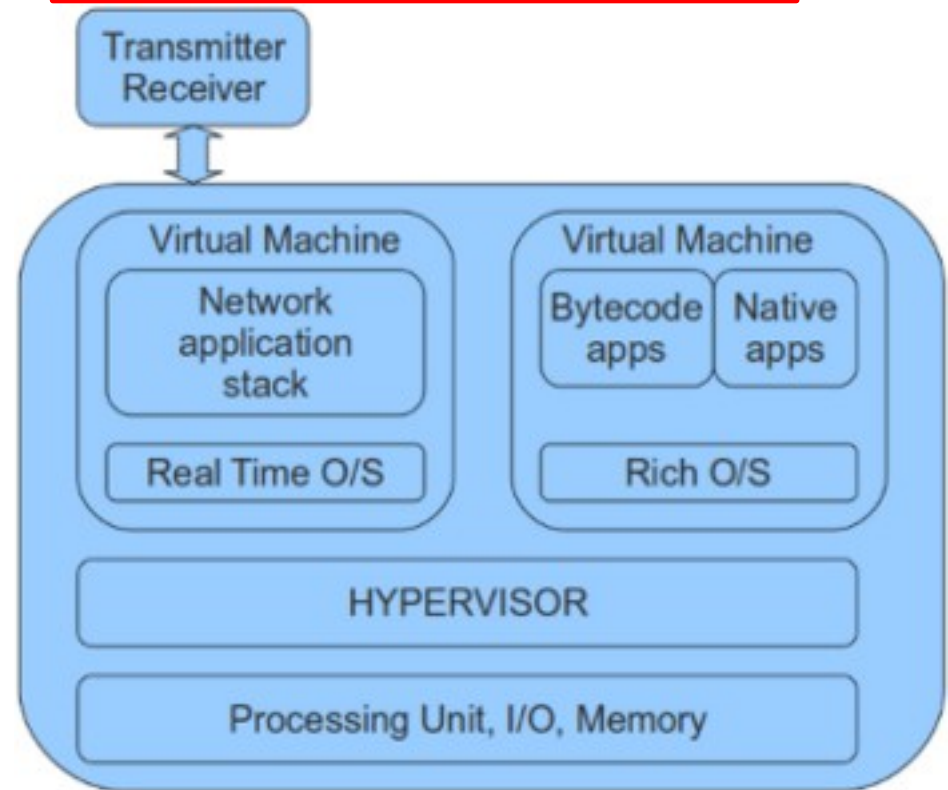 Transmitter
Receiver
Virtual Machine
Network
application
stack
Real Time O/S
Virtual Machine
Bytecode
apps
Native
apps
Rich O/S
HYPERVISOR
Processing Unit, I/O, Memory